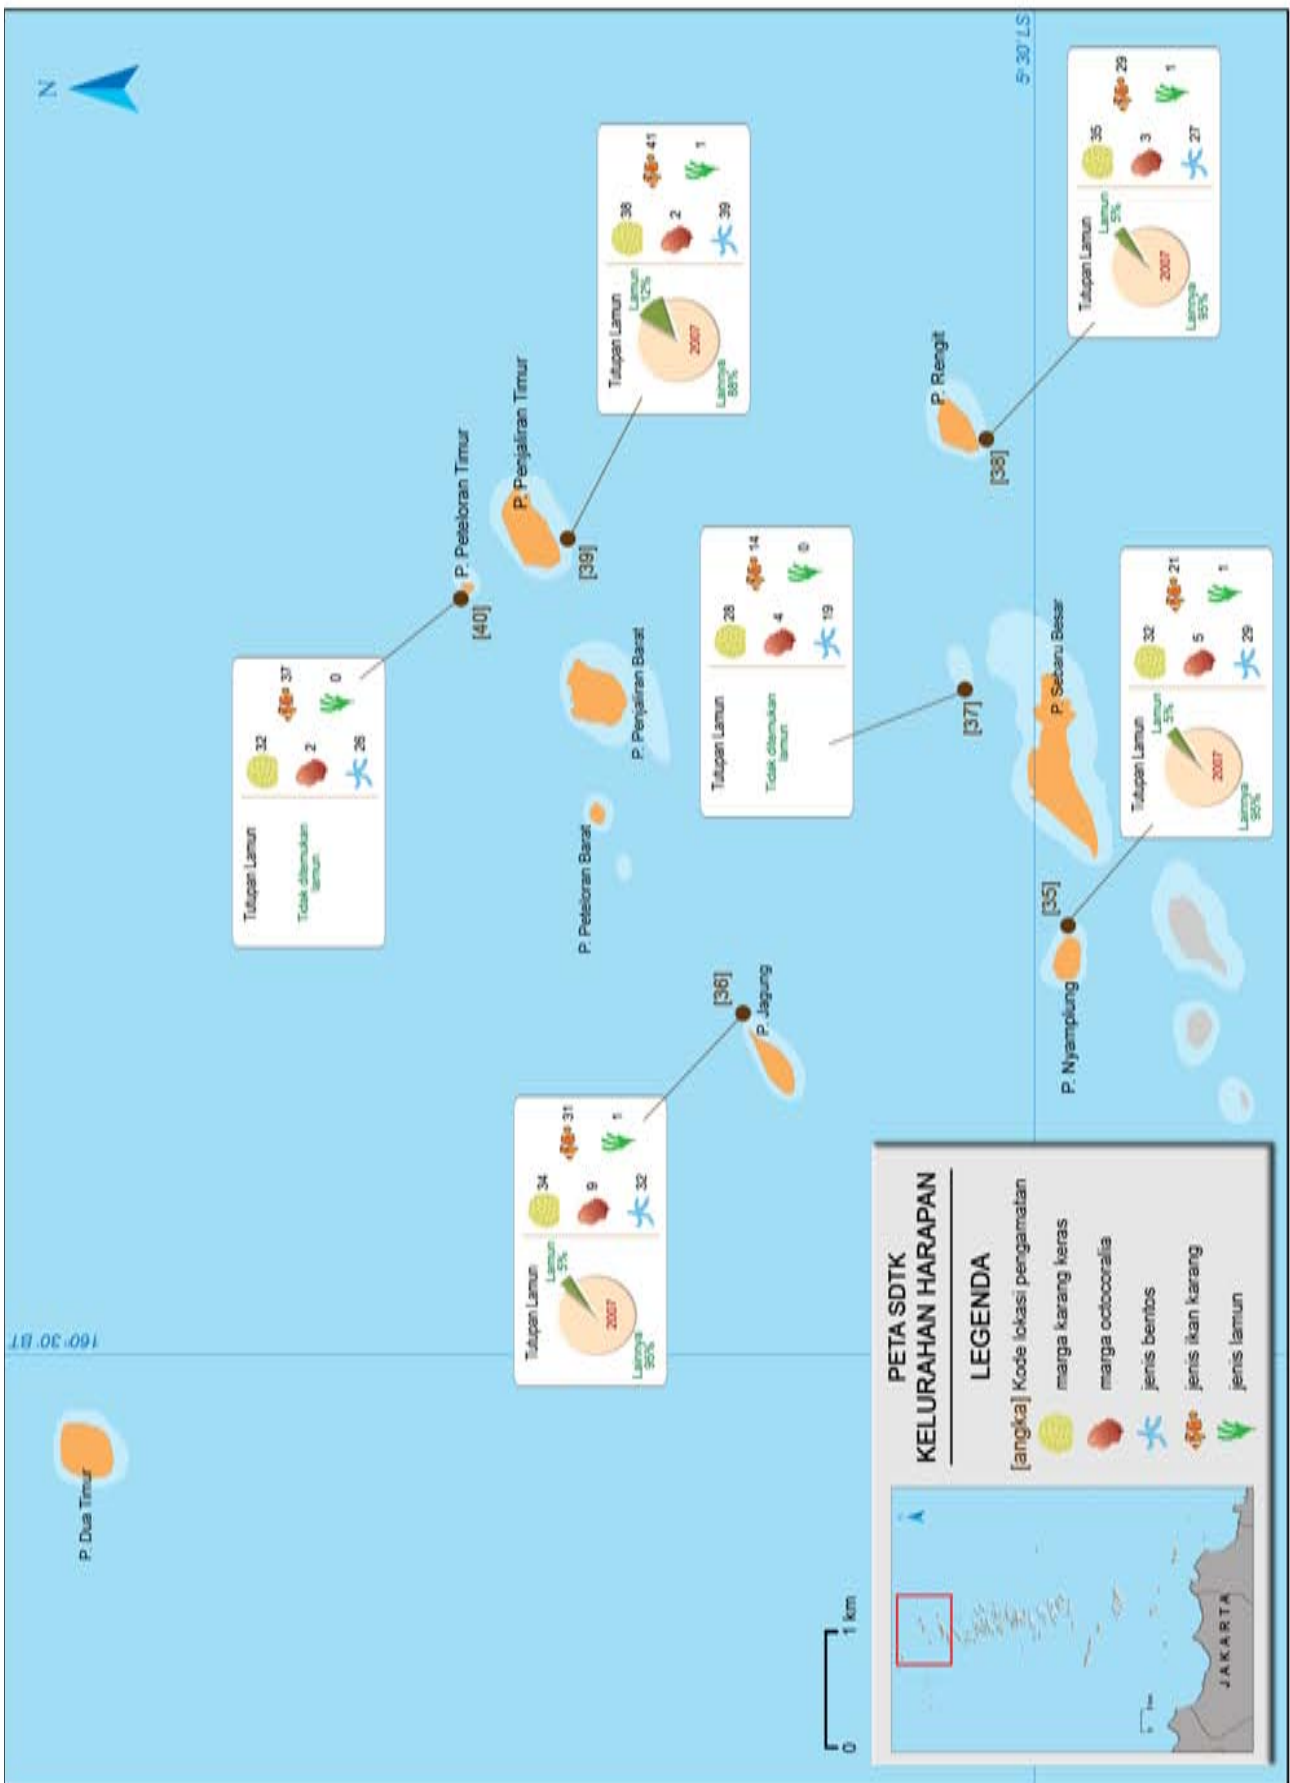 N
160º 30' BT
5º 30' LS
P. Dua Timur
Tutupan Lamun
Tidak ditemukan
lamun
32
37
2
0
26
[40]
P. Peteloran Timur
P. Penjaliran Timur
[39]
Tutupan Lamun
Lamun
12%
2007
Lainnya
88%
38
41
2
1
39
P. Penjaliran Barat
P. Peteloran Barat
Tutupan Lamun
Lamun
5%
2007
Lainnya
95%
34
31
9
1
32
[36]
P. Jagung
Tutupan Lamun
Tidak ditemukan
lamun
28
14
4
0
19
[37]
P. Rengit
[38]
Tutupan Lamun
Lamun
5%
2007
Lainnya
95%
35
29
3
1
27
P. Sebaru Besar
[35]
P. Nyamplung
Tutupan Lamun
Lamun
5%
2007
Lainnya
95%
32
21
5
1
29
0
1 km
PETA SDTK
KELURAHAN HARAPAN
LEGENDA
[angka] Kode lokasi pengamatan
marga karang keras
marga octocoralia
jenis bentos
jenis ikan karang
jenis lamun
JAKARTA